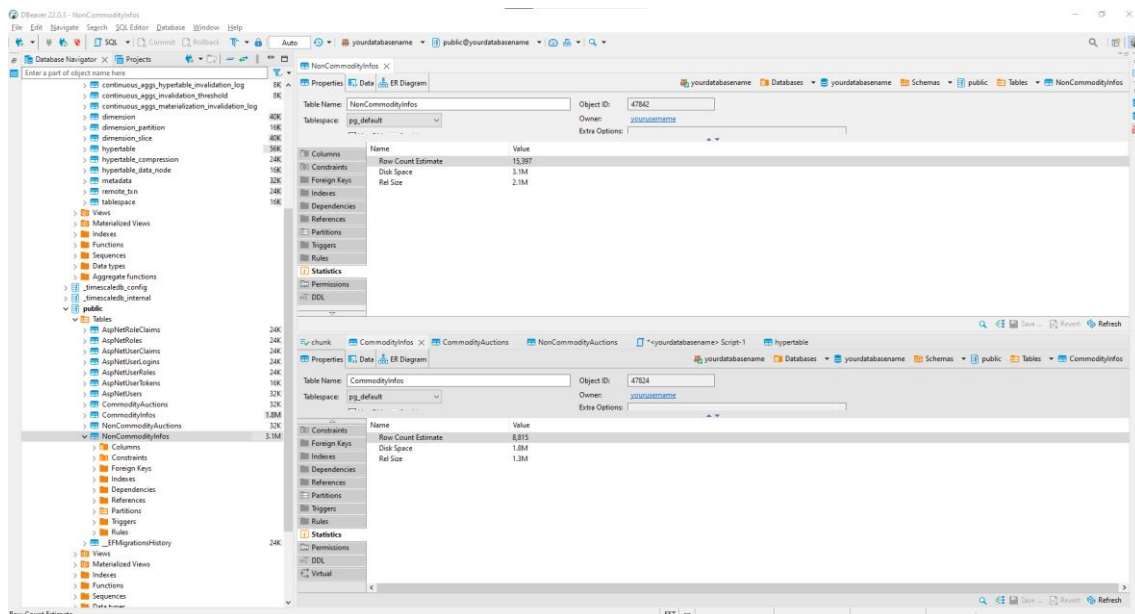 DBeaver 22.0.3 - NonCommodityInfos
File Edit Navigate Search SQL Editor Database Window Help
SQL Commit Rollback Auto yourdatabasename public@yourdatabasename
Database Navigator Projects
Enter a part of object name here
continuous_aggs_hypertable_invalidation_log 8K
continuous_aggs_invalidation_threshold 8K
continuous_aggs_materialization_invalidation_log
dimension 40K
dimension_partition 16K
dimension_slice 40K
hypertable 56K
hypertable_compression 24K
hypertable_data_node 16K
metadata 32K
remote_txn 24K
tablespace 16K
Views
Materialized Views
Indexes
Functions
Sequences
Data types
Aggregate functions
_timescaledb_config
_timescaledb_internal
public
Tables
AspNetRoleClaims 24K
AspNetRoles 24K
AspNetUserClaims 24K
AspNetUserLogins 24K
AspNetUserRoles 24K
AspNetUserTokens 16K
AspNetUsers 32K
CommodityAuctions 32K
CommodityInfos 1.8M
NonCommodityAuctions 32K
NonCommodityInfos 3.1M
Columns
Constraints
Foreign Keys
Indexes
Dependencies
References
Partitions
Triggers
Rules
__EFMigrationsHistory 24K
Views
Materialized Views
Indexes
Functions
Sequences
Data types
Row Count Estimate
NonCommodityInfos
Properties Data ER Diagram
yourdatabasename Databases yourdatabasename Schemas public Tables NonCommodityInfos
Table Name: NonCommodityInfos Object ID: 47842
Tablespace: pg_default Owner: yourusername
Extra Options:
Columns
Constraints
Foreign Keys
Indexes
Dependencies
References
Partitions
Triggers
Rules
Statistics
Permissions
DDL
Name Value
Row Count Estimate 15,397
Disk Space 3.1M
Rel Size 2.1M
Save ... Revert Refresh
chunk CommodityInfos CommodityAuctions NonCommodityAuctions *<yourdatabasename> Script-1 hypertable
Properties Data ER Diagram
yourdatabasename Databases yourdatabasename Schemas public Tables CommodityInfos
Table Name: CommodityInfos Object ID: 47824
Tablespace: pg_default Owner: yourusername
Extra Options:
Constraints
Foreign Keys
Indexes
Dependencies
References
Partitions
Triggers
Rules
Statistics
Permissions
DDL
Virtual
Name Value
Row Count Estimate 8,815
Disk Space 1.8M
Rel Size 1.3M
Save ... Revert Refresh